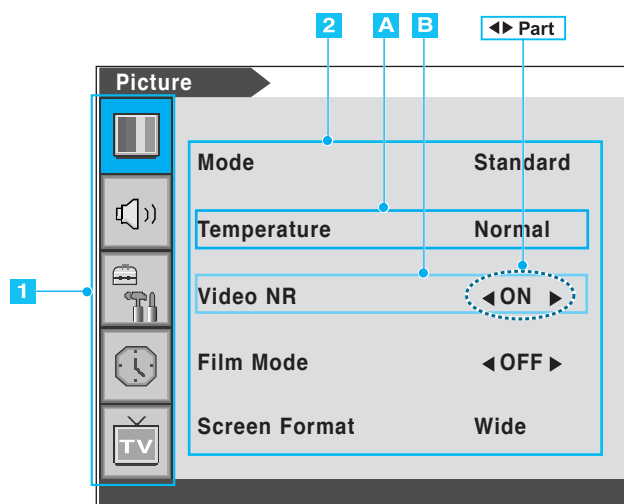 2 A B ◀▶ Part
Picture
Mode Standard
Temperature Normal
1 Video NR ◀ ON ▶
Film Mode ◀ OFF ▶
Screen Format Wide
TV